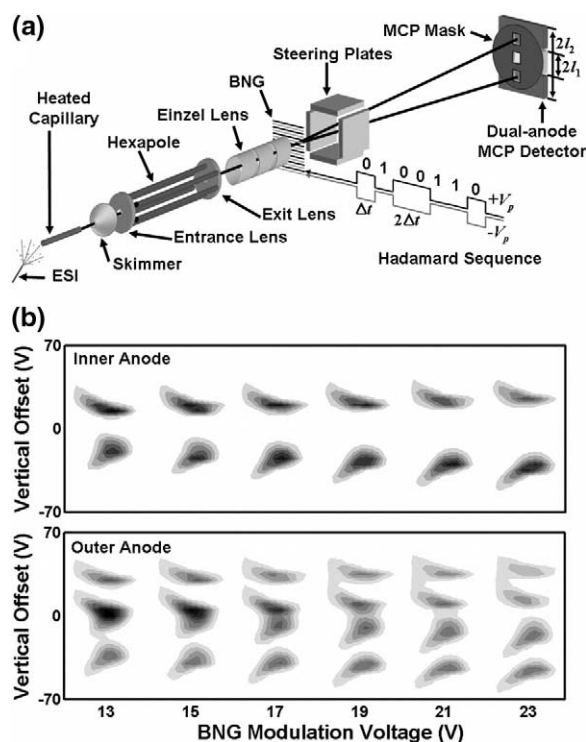 (a)
MCP Mask
2l₂
2l₁
Steering Plates
BNG
Dual-anode
MCP Detector
Einzel Lens
Heated
Capillary
Hexapole
0 1 0 0 1 1 0
+Vₚ
Δt
2Δt
-Vₚ
Exit Lens
Hadamard Sequence
Entrance Lens
Skimmer
ESI
(b)
70
Inner Anode
Vertical Offset (V)
0
-70
70
Outer Anode
Vertical Offset (V)
0
-70
13 15 17 19 21 23
BNG Modulation Voltage (V)